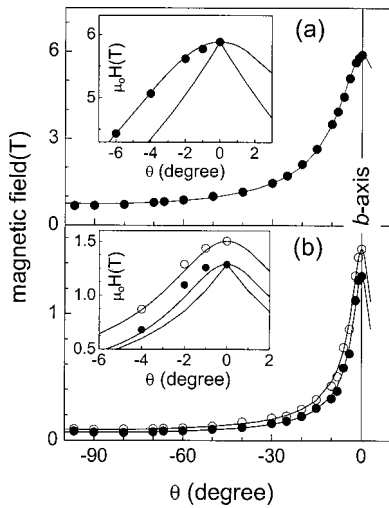 (a)
6
3
0
magnetic field(T)
b-axis
μ₀H(T)
5
4
-6 -4 -2 0 2
θ (degree)
(b)
1
0
μ₀H(T)
1.5
1.0
0.5
-6 -4 -2 0 2
θ (degree)
-90 -60 -30 0
θ (degree)